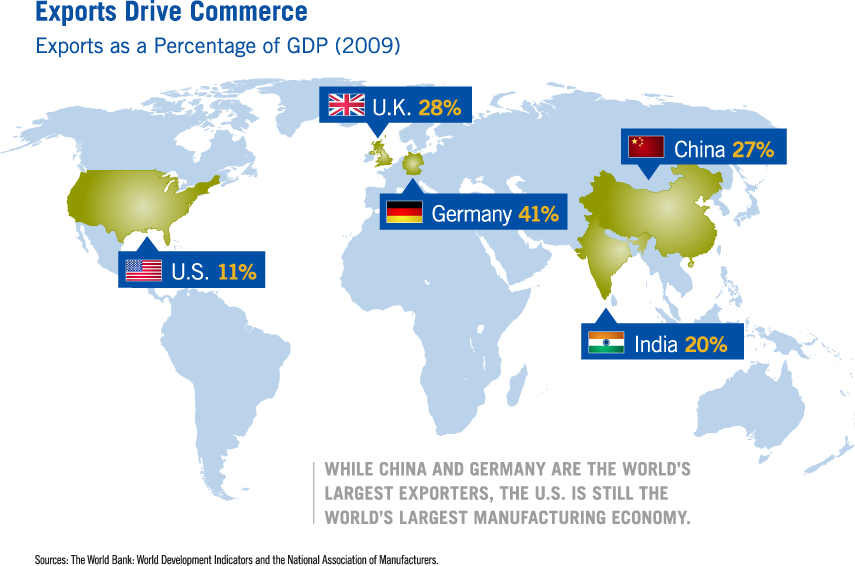 Exports Drive Commerce
Exports as a Percentage of GDP (2009)
U.K. 28%
China 27%
Germany 41%
U.S. 11%
India 20%
WHILE CHINA AND GERMANY ARE THE WORLD'S
LARGEST EXPORTERS, THE U.S. IS STILL THE
WORLD'S LARGEST MANUFACTURING ECONOMY.
Sources: The World Bank: World Development Indicators and the National Association of Manufacturers.